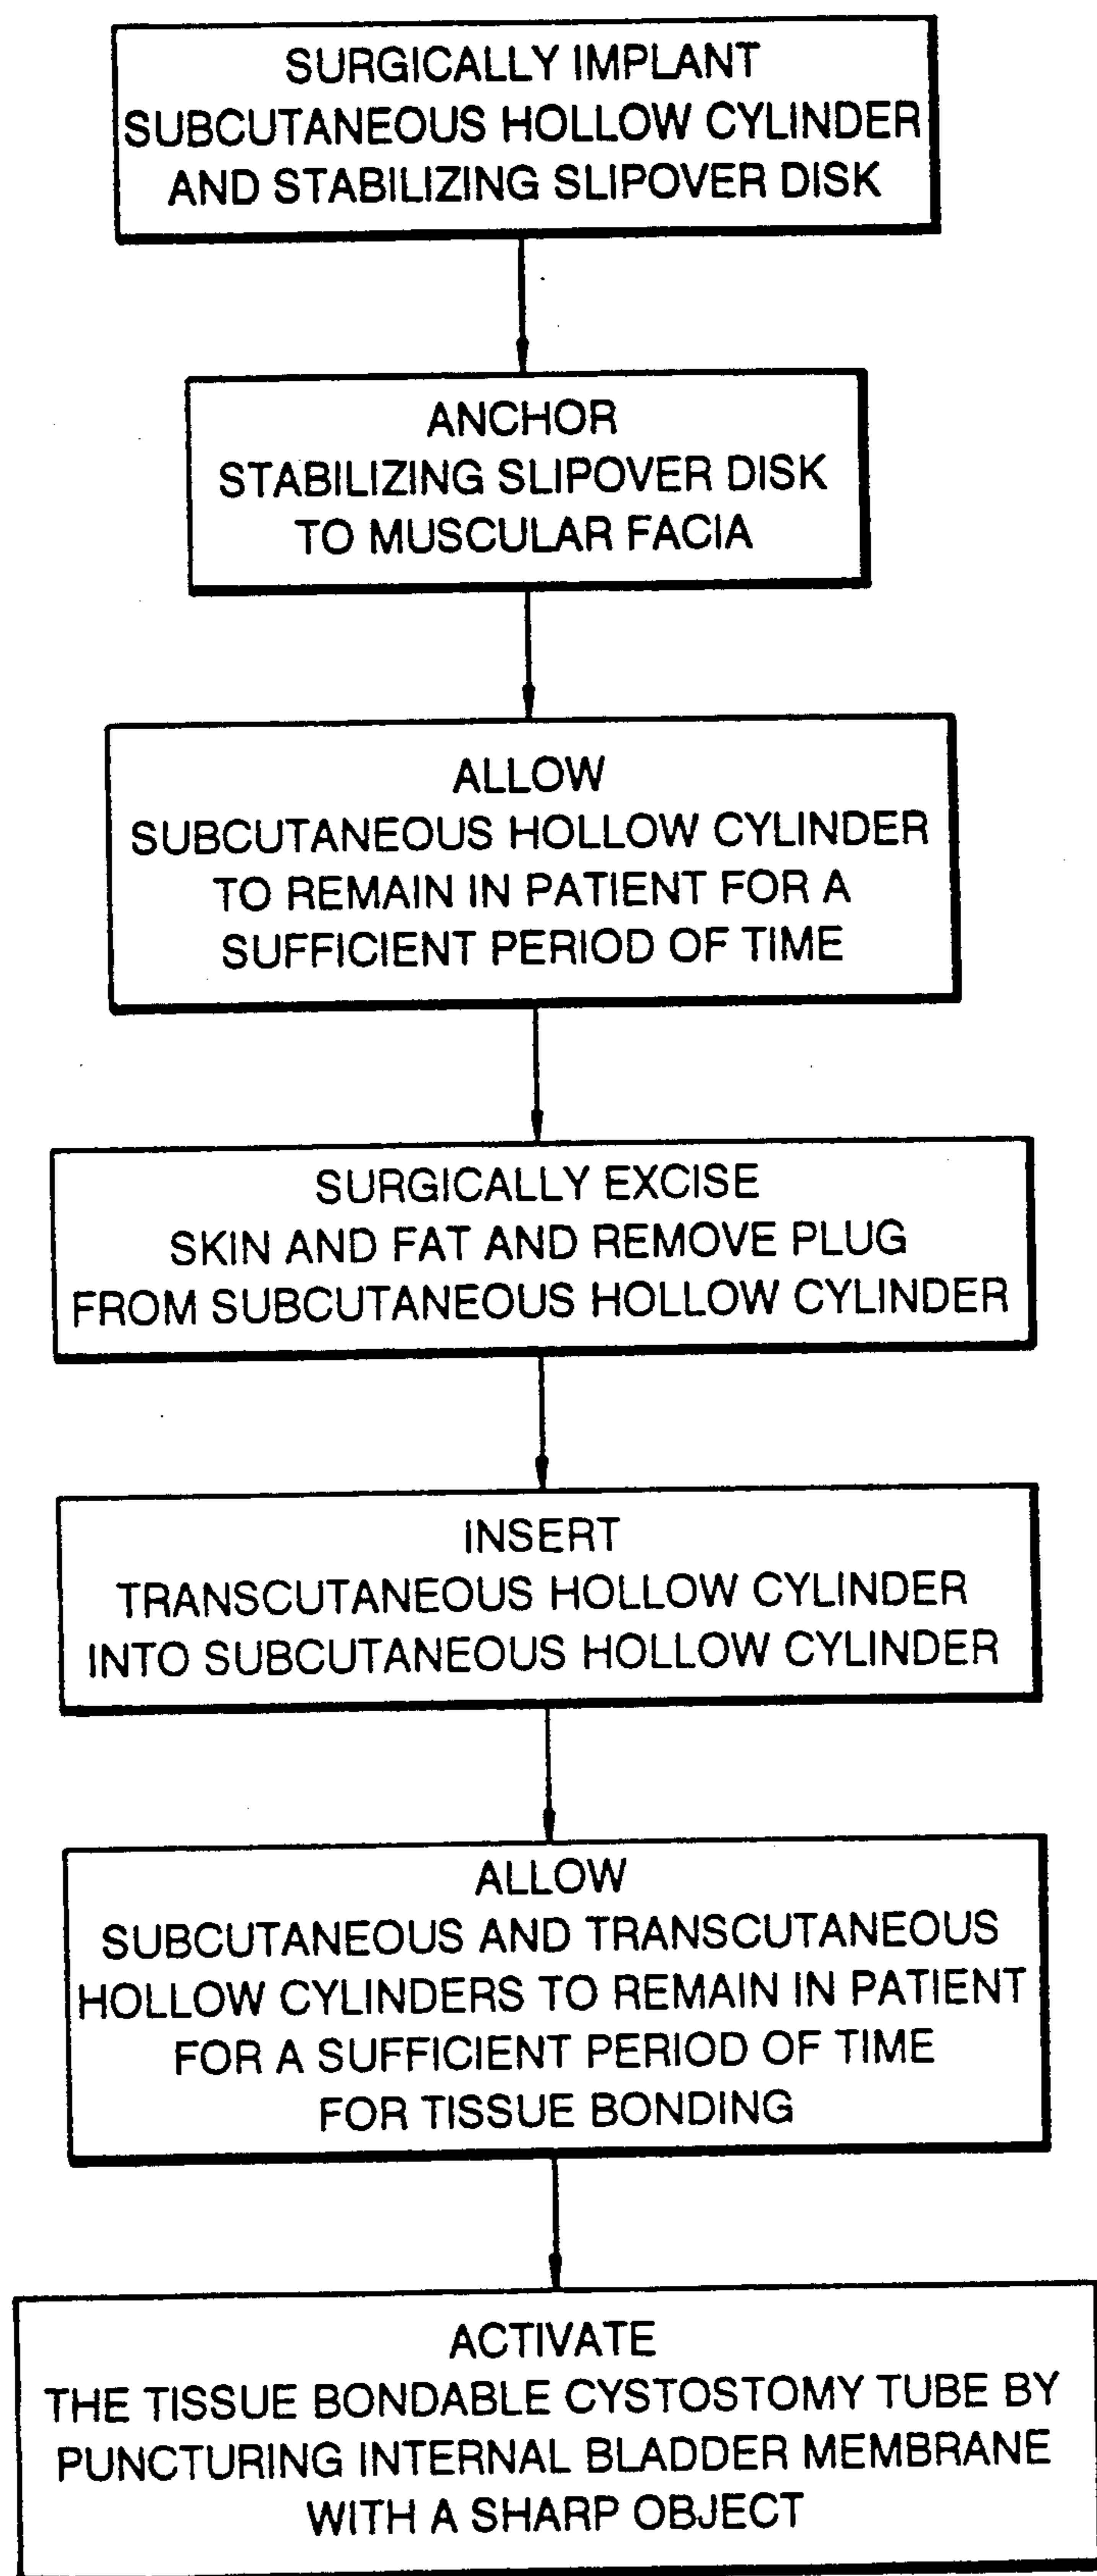 SURGICALLY IMPLANT
SUBCUTANEOUS HOLLOW CYLINDER
AND STABILIZING SLIPOVER DISK
ANCHOR
STABILIZING SLIPOVER DISK
TO MUSCULAR FACIA
ALLOW
SUBCUTANEOUS HOLLOW CYLINDER
TO REMAIN IN PATIENT FOR A
SUFFICIENT PERIOD OF TIME
SURGICALLY EXCISE
SKIN AND FAT AND REMOVE PLUG
FROM SUBCUTANEOUS HOLLOW CYLINDER
INSERT
TRANSCUTANEOUS HOLLOW CYLINDER
INTO SUBCUTANEOUS HOLLOW CYLINDER
ALLOW
SUBCUTANEOUS AND TRANSCUTANEOUS
HOLLOW CYLINDERS TO REMAIN IN PATIENT
FOR A SUFFICIENT PERIOD OF TIME
FOR TISSUE BONDING
ACTIVATE
THE TISSUE BONDABLE CYSTOSTOMY TUBE BY
PUNCTURING INTERNAL BLADDER MEMBRANE
WITH A SHARP OBJECT